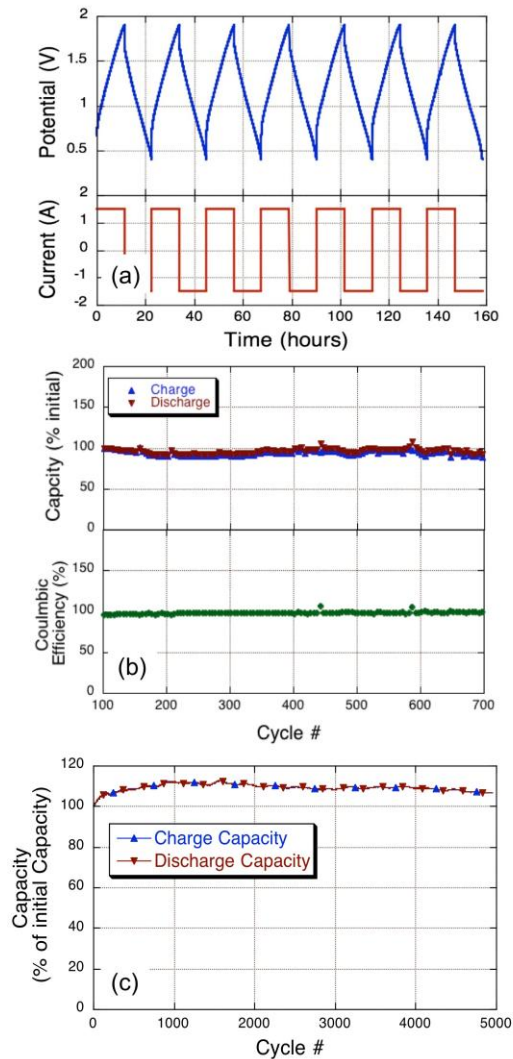 2
1.5
1
0.5
2
1
0
-1
-2
Potential (V)
Current (A)
(a)
0 20 40 60 80 100 120 140 160
Time (hours)
200
150
100
50
0
150
100
50
0
Charge
Discharge
Capcity (% initial)
Coulmbic
Efficiency (%)
(b)
100 200 300 400 500 600 700
Cycle #
120
100
80
60
40
20
0
Charge Capacity
Discharge Capacity
Capacity
(% of initial Capacity)
(c)
0 1000 2000 3000 4000 5000
Cycle #